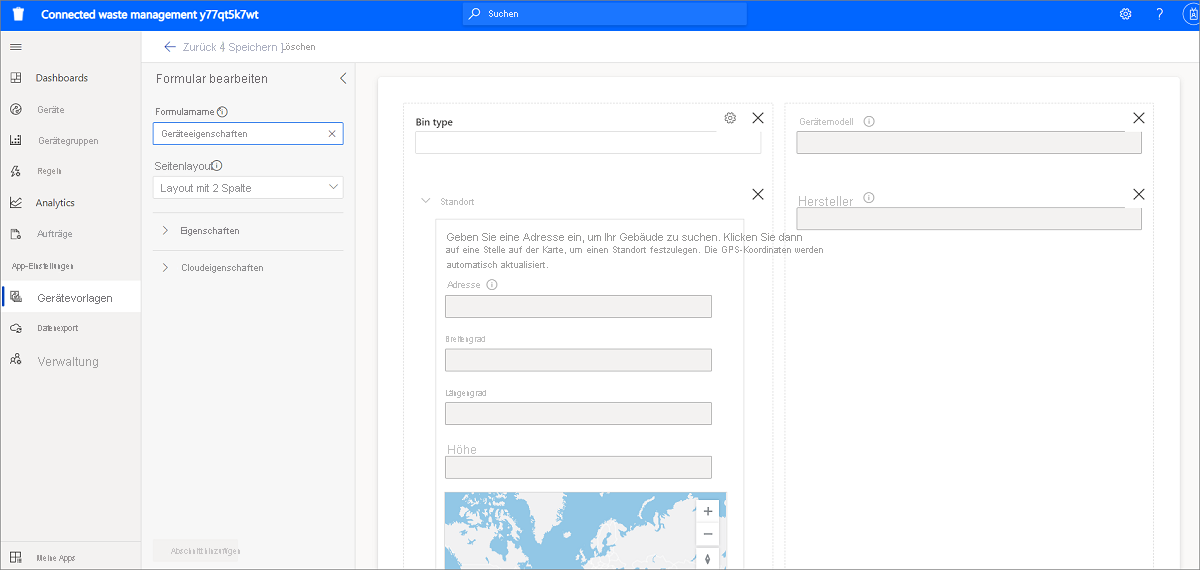 Connected waste management y77qt5k7wt
Suchen
Zurück 4 Speichern Löschen
Dashboards
Geräte
Gerätegruppen
Regeln
Analytics
Aufträge
App-Einstellungen
Gerätevorlagen
Datenexport
Verwaltung
Meine Apps
Formular bearbeiten
Formularname
Geräteeigenschaften
Seitenlayout
Layout mit 2 Spalte
Eigenschaften
Cloudeigenschaften
Abschnitt hinzufügen
Bin type
Standort
Geben Sie eine Adresse ein, um Ihr Gebäude zu suchen. Klicken Sie dann
auf eine Stelle auf der Karte, um einen Standort festzulegen. Die GPS-Koordinaten werden
automatisch aktualisiert.
Adresse
Breitengrad
Längengrad
Höhe
Gerätemodell
Hersteller